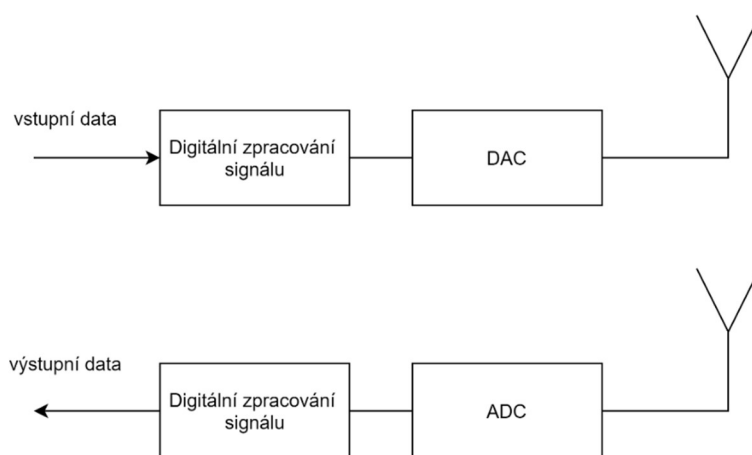 vstupní data
Digitální zpracování
signálu
DAC
výstupní data
Digitální zpracování
signálu
ADC